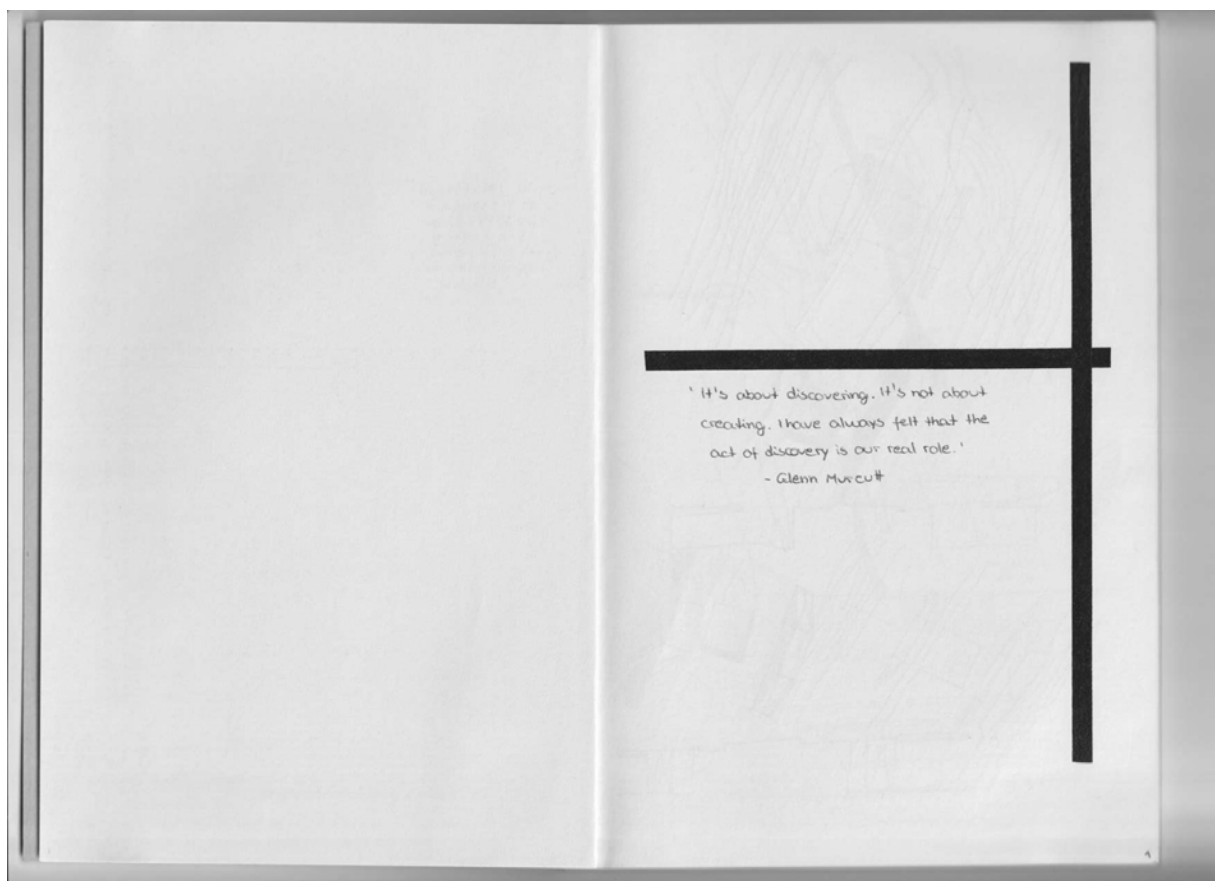 'It's about discovering. It's not about
creating. I have always felt that the
act of discovery is our real role.'
- Glenn Murcutt
1